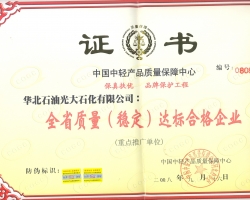 证书
中国中轻产品质量保障中心
编号:
保真扶优 品牌保护工程
华北石油光大石化有限公司:
全省质量(稳定)达标合格企业
(重点推广单位)
防伪标识:
中国中轻产品质量保障中心